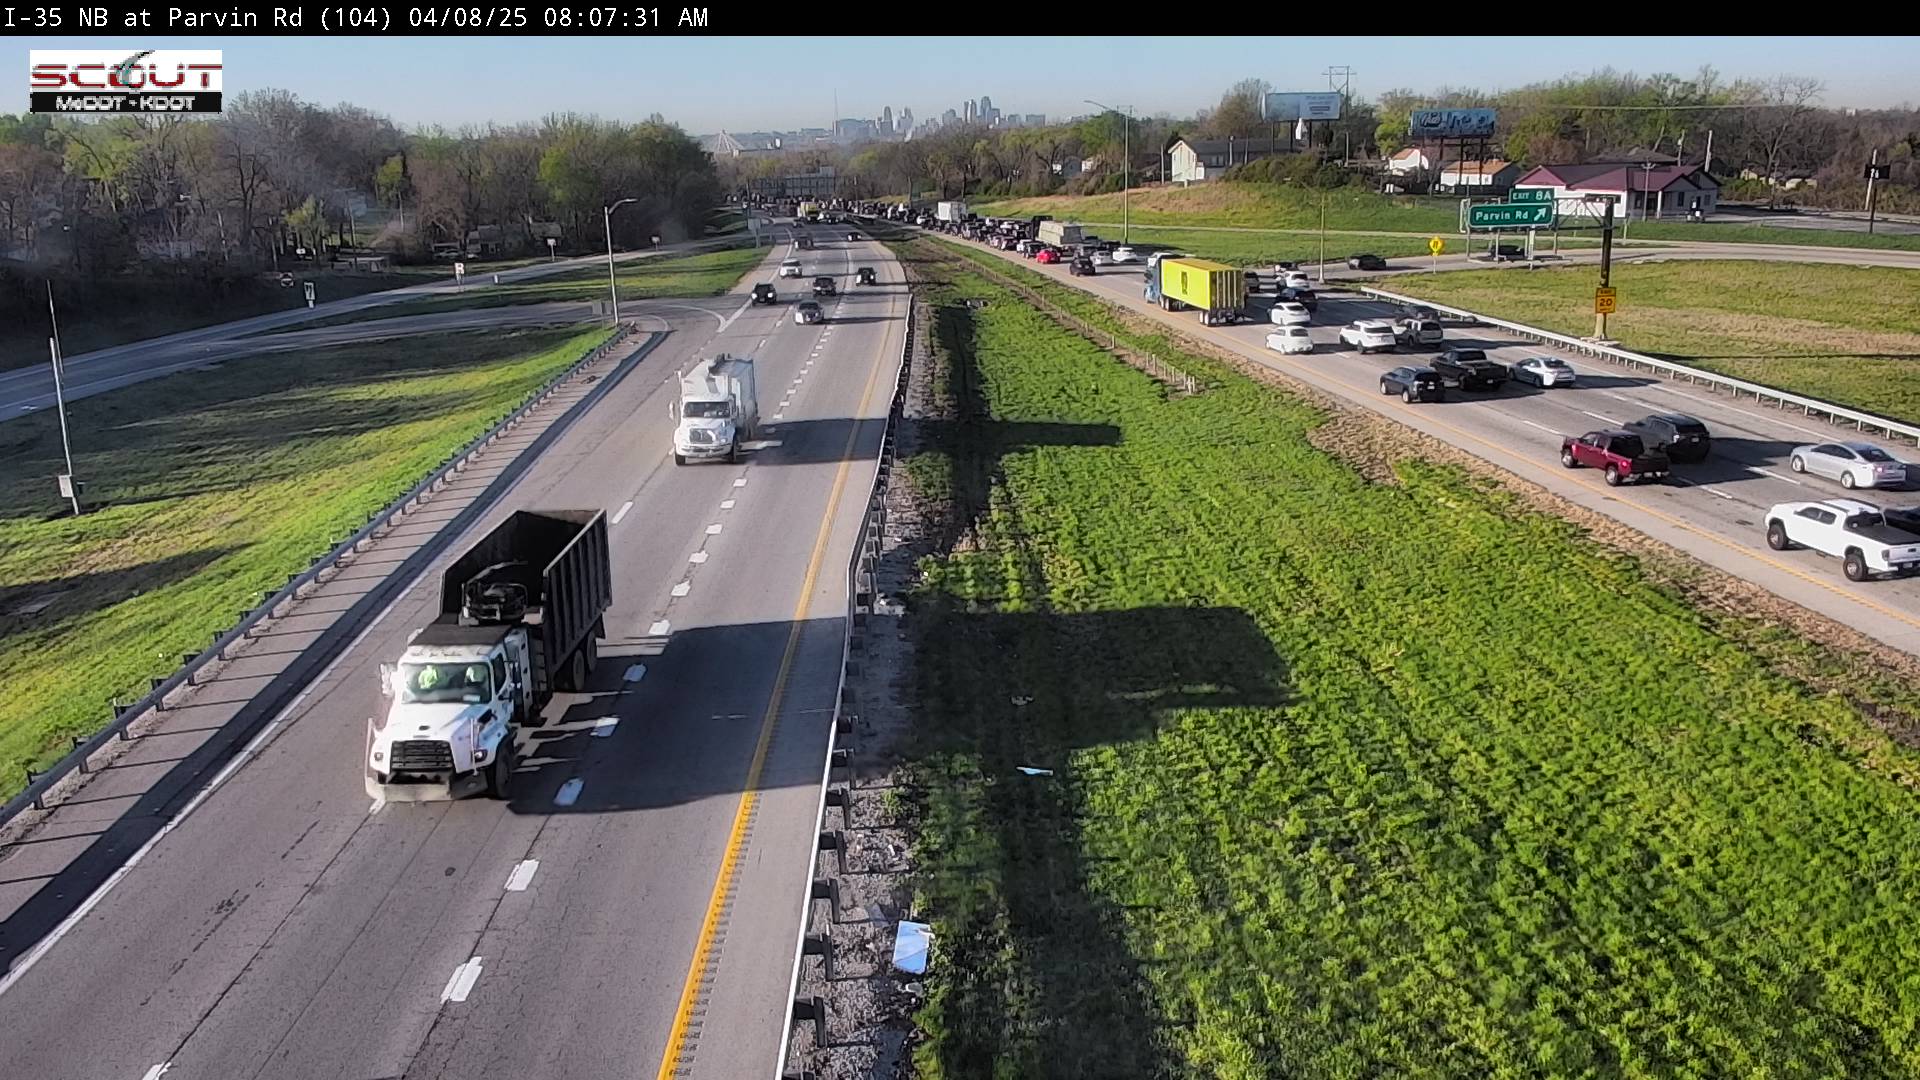 I-35 NB at Parvin Rd (104) 04/08/25 08:07:31 AM
SCOUT
MoDOT - KDOT
EXIT 8A
Parvin Rd
20